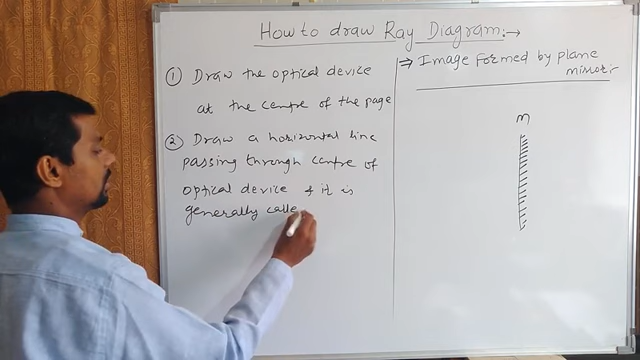 How to draw Ray Diagram:→
① Draw the optical device
at the centre of the page
② Draw a horizontal line
passing through centre of
optical device & it is
generally calle
⇒ Image formed by plane
mirror
m